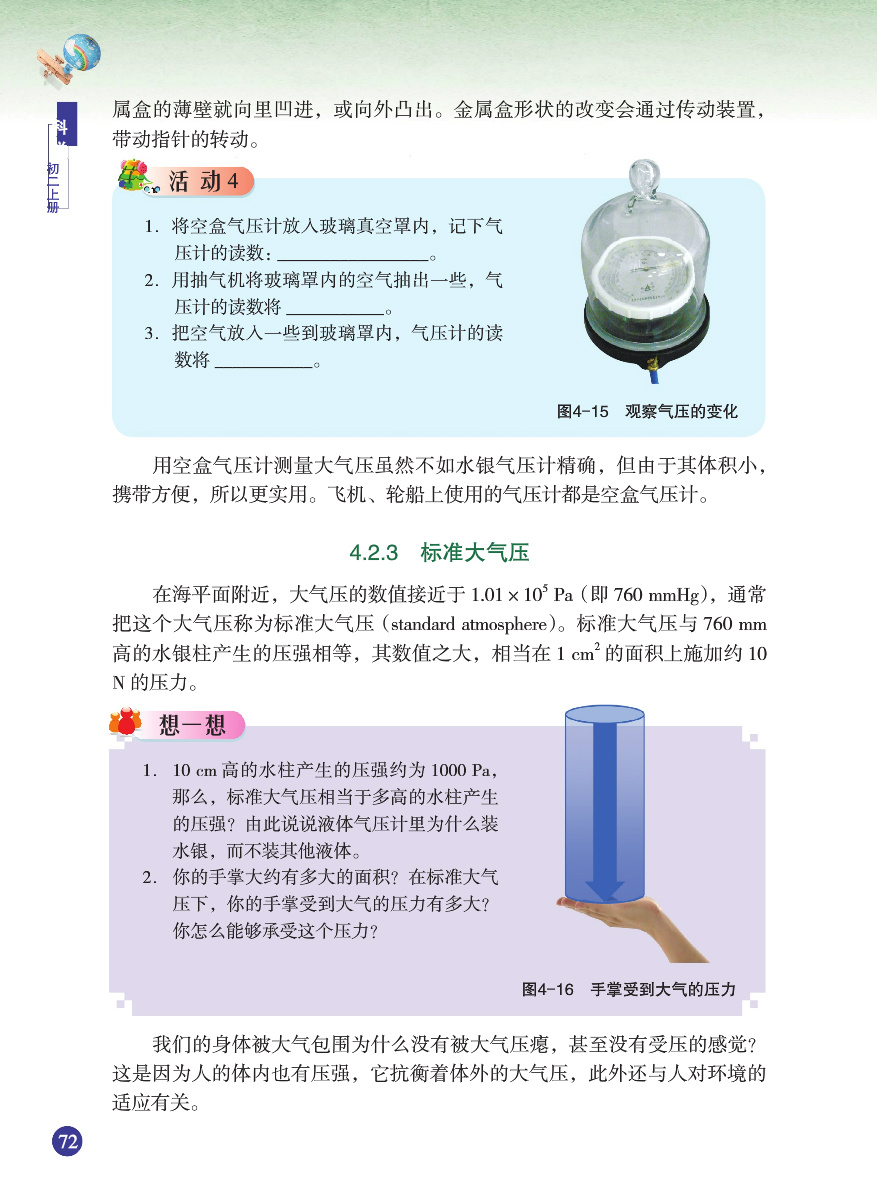 科
初二上册
属盒的薄壁就向里凹进，或向外凸出。金属盒形状的改变会通过传动装置，
带动指针的转动。
活 动 4
1. 将空盒气压计放入玻璃真空罩内，记下气
压计的读数：________________。
2. 用抽气机将玻璃罩内的空气抽出一些，气
压计的读数将 __________。
3. 把空气放入一些到玻璃罩内，气压计的读
数将 __________。
图4-15 观察气压的变化
用空盒气压计测量大气压虽然不如水银气压计精确，但由于其体积小，
携带方便，所以更实用。飞机、轮船上使用的气压计都是空盒气压计。
4.2.3 标准大气压
在海平面附近，大气压的数值接近于 1.01 × 10⁵ Pa（即 760 mmHg），通常
把这个大气压称为标准大气压（standard atmosphere）。标准大气压与 760 mm
高的水银柱产生的压强相等，其数值之大，相当在 1 cm² 的面积上施加约 10
N 的压力。
想一想
1. 10 cm 高的水柱产生的压强约为 1000 Pa，
那么，标准大气压相当于多高的水柱产生
的压强？由此说说液体气压计里为什么装
水银，而不装其他液体。
2. 你的手掌大约有多大的面积？在标准大气
压下，你的手掌受到大气的压力有多大？
你怎么能够承受这个压力？
图4-16 手掌受到大气的压力
我们的身体被大气包围为什么没有被大气压瘪，甚至没有受压的感觉？
这是因为人的体内也有压强，它抗衡着体外的大气压，此外还与人对环境的
适应有关。
72